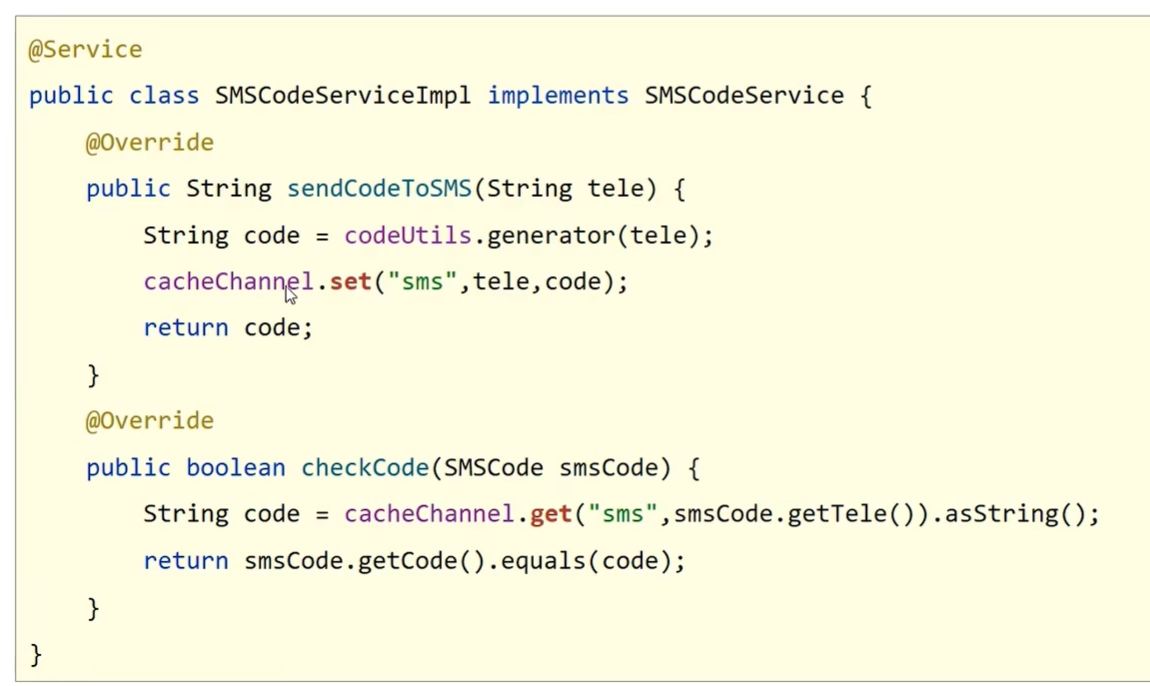 @Service
public class SMSCodeServiceImpl implements SMSCodeService {
    @Override
    public String sendCodeToSMS(String tele) {
        String code = codeUtils.generator(tele);
        cacheChannel.set("sms",tele,code);
        return code;
    }
    @Override
    public boolean checkCode(SMSCode smsCode) {
        String code = cacheChannel.get("sms",smsCode.getTele()).asString();
        return smsCode.getCode().equals(code);
    }
}